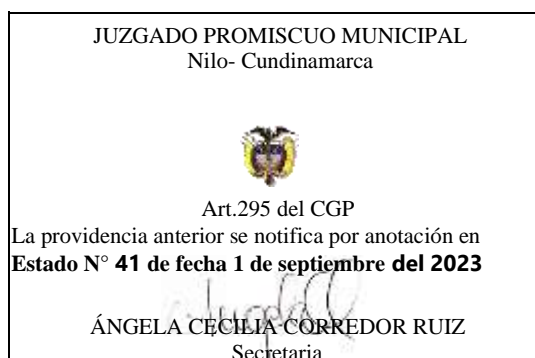 JUZGADO PROMISCUO MUNICIPAL
Nilo- Cundinamarca
Art.295 del CGP
La providencia anterior se notifica por anotación en
Estado N° 41 de fecha 1 de septiembre del 2023
ÁNGELA CECILIA CORREDOR RUIZ
Secretaria